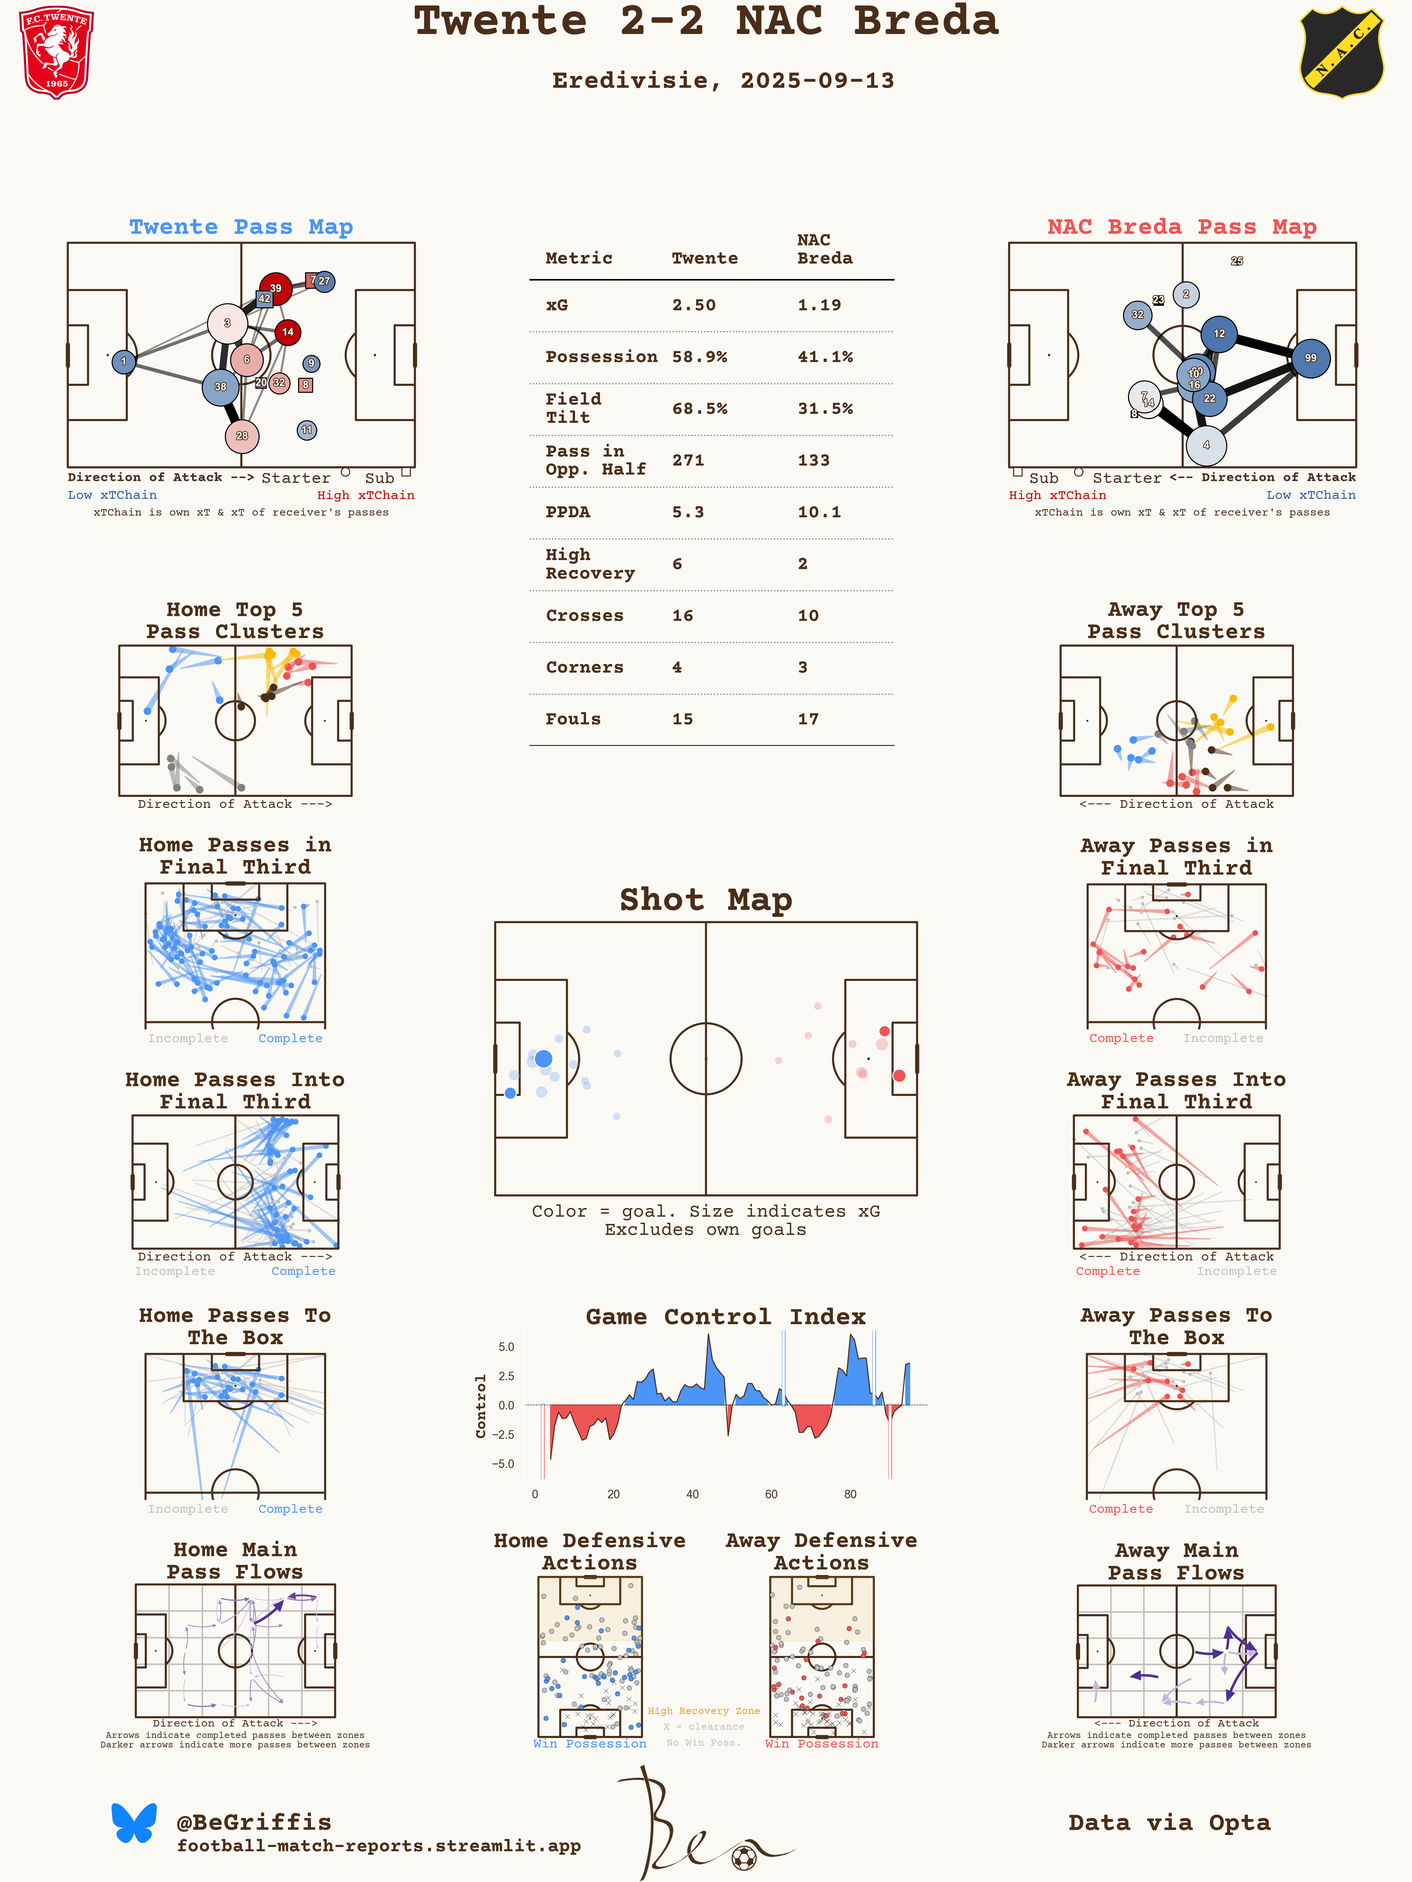 Twente 2-2 NAC Breda
Eredivisie, 2025-09-13
F.C. TWENTE
1965
N.A.C.
Twente Pass Map
39
7
27
42
3
14
1
6
9
38
20
32
8
28
11
Direction of Attack --> Starter Sub
Low xTChain High xTChain
xTChain is own xT & xT of receiver's passes
Metric Twente NAC Breda
xG 2.50 1.19
Possession 58.9% 41.1%
Field Tilt 68.5% 31.5%
Pass in Opp. Half 271 133
PPDA 5.3 10.1
High Recovery 6 2
Crosses 16 10
Corners 4 3
Fouls 15 17
NAC Breda Pass Map
25
2
23
32
12
99
10
16
7
14
22
8
4
Sub Starter <-- Direction of Attack
High xTChain Low xTChain
xTChain is own xT & xT of receiver's passes
Home Top 5
Pass Clusters
Direction of Attack --->
Away Top 5
Pass Clusters
<--- Direction of Attack
Home Passes in
Final Third
Incomplete Complete
Away Passes in
Final Third
Complete Incomplete
Shot Map
Color = goal. Size indicates xG
Excludes own goals
Home Passes Into
Final Third
Direction of Attack --->
Incomplete Complete
Away Passes Into
Final Third
<--- Direction of Attack
Complete Incomplete
Home Passes To
The Box
Incomplete Complete
Game Control Index
Control
5.0
2.5
0.0
−2.5
−5.0
0 20 40 60 80
Away Passes To
The Box
Complete Incomplete
Home Main
Pass Flows
Direction of Attack --->
Arrows indicate completed passes between zones
Darker arrows indicate more passes between zones
Home Defensive
Actions
Win Possession
Away Defensive
Actions
Win Possession
High Recovery Zone
X = clearance
No Win Poss.
Away Main
Pass Flows
<--- Direction of Attack
Arrows indicate completed passes between zones
Darker arrows indicate more passes between zones
@BeGriffis
football-match-reports.streamlit.app
Ben
Data via Opta